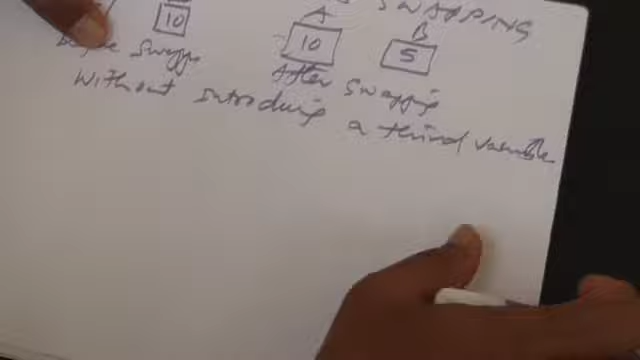 SWAPPING
A B
10 10 5
Before swapping After swapping
Without introducing a third variable